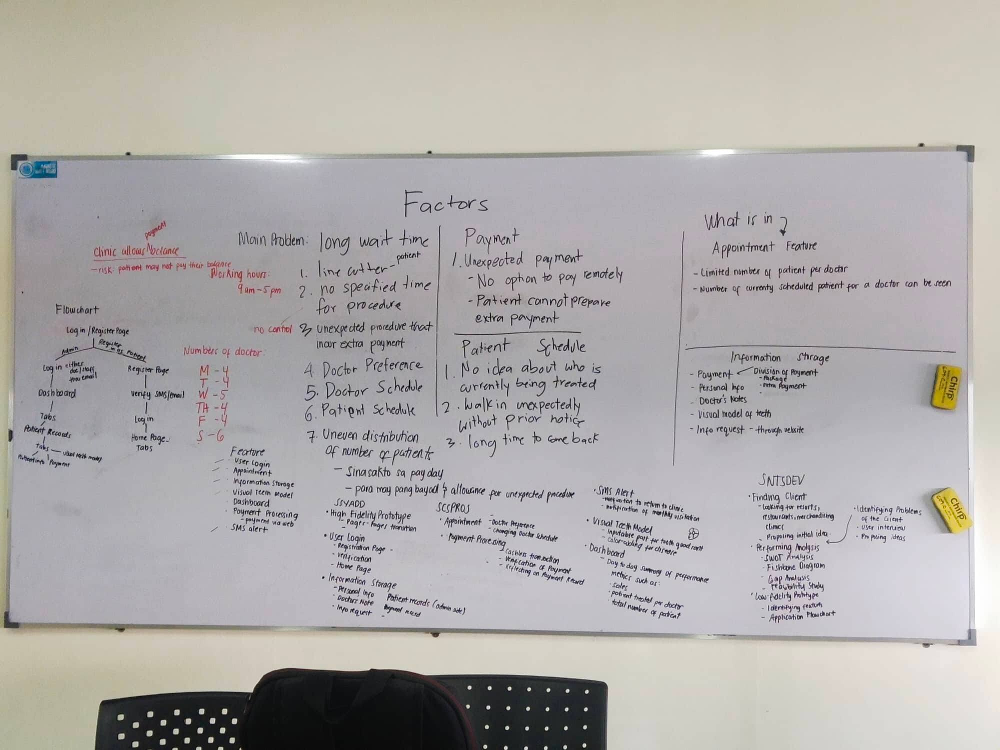 MAGNETIC
WHITE BOARD
Factors
payment
clinic allows balance
- risk: patient may not pay their balance
Working hours:
9am - 5pm
Flowchart
Log in / Register Page
Admin
Register
in as Patient
Log in either
doc/staff
thru email
Dashboard
Tabs
Patient Records
tabs - visual teeth model
Patient info
Payment
Register Page
verify SMS/email
Log in
Home Page -
Tabs
Numbers of doctor:
M - 4
T - 4
W - 5
TH - 4
F - 4
S - 6
Feature
User Login
Appointment
Information Storage
Visual Teeth Model
Dashboard
Payment Processing
- payment via web
SMS alert
Main Problem: long wait time
1. line cutter - patient
2. no specified time
for procedure
no control
3 unexpected procedure that
incur extra payment
4. Doctor Preference
5. Doctor Schedule
6. Patient Schedule
7. Uneven distribution
of number of patients
- Sinasakto sa pay day
- para may pang bayad & allowance for unexpected procedure
Payment
1. Unexpected payment
- No option to pay remotely
- Patient cannot prepare
extra payment
Patient Schedule
1. No idea about who is
currently being treated
2. Walk in unexpectedly
without prior notice
3. long time to come back
What is in
Appointment Feature
- Limited number of patient per doctor
- Number of currenty scheduled patient for a doctor can be seen
Information Storage
- Payment
Division of Payment
- Package
- extra Payment
- Personal Info
- Doctor's Notes
- Visual model of teeth
- Info request - through website
SSYADD
• High Fidelity Prototype
- Pages - Pages transition
• User Login
- Registration Page -
- verification
- Home Page
• Information Storage
- Personal Info
- Doctors Note
- Info request
Patient records (admin side)
Payment record
SCSPROS
• Appointment
- Doctor Preference
- Changing Doctor Schedule
• Payment Processing
- Cashless transaction
- Verification of Payment
- Reflecting on Payment Record
• SMS Alert
- notification to return to clinic
- notification of monthly visitation
• Visual Teeth Model
- Inputable part for tooth quadrant
- Color-coding for disease
• Dashboard
- Day to day summary of performance
metrics such as:
• sales
• patient treated per doctor
• total number of patient
SNTSDEV
• Finding Client
- Looking for resorts,
restaurants, merchandising
clinics
- Proposing initial idea.
• Performing Analysis
- SWOT Analysis
- Fishbone Diagram
- Gap Analysis
- Feasibility Study
• Low-fidelity Prototype
- Identifying features
- Application Flowchart
• Identifying Problems
of the Client
• User interview
• Proposing ideas
Chirp
Chirp